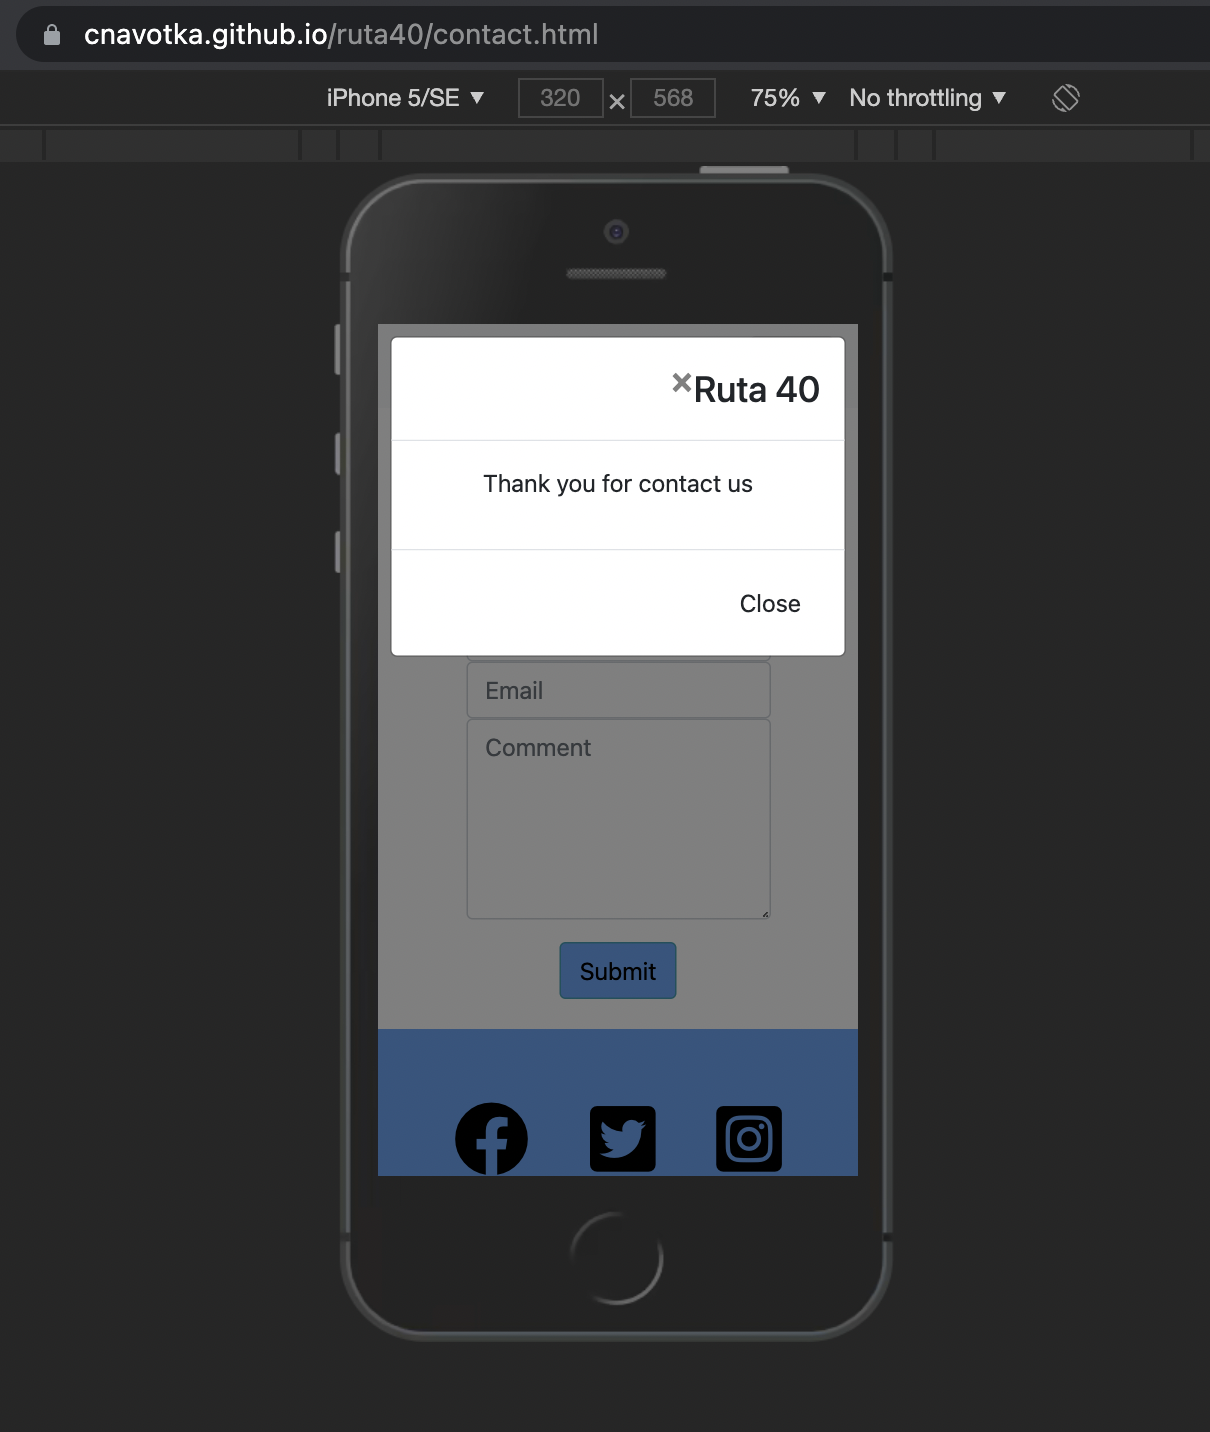 cnavotka.github.io/ruta40/contact.html
iPhone 5/SE ▼ 320 × 568 75% ▼ No throttling ▼
×Ruta 40
Thank you for contact us
Close
Email
Comment
Submit